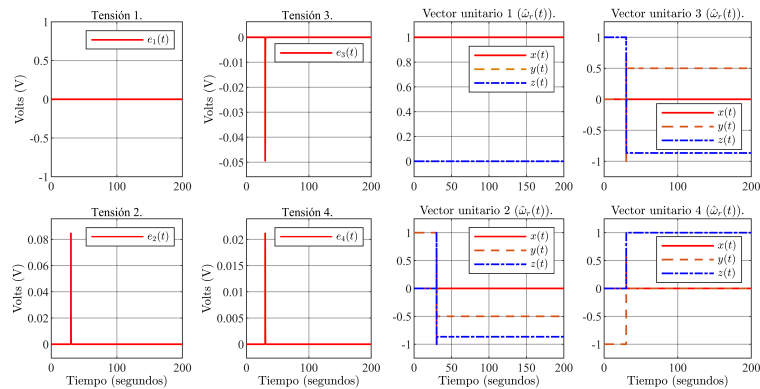 Tensión 1.
1
0.5
0
-0.5
-1
Volts (V)
e₁(t)
0 100 200
Tensión 3.
0
−0.01
−0.02
−0.03
−0.04
−0.05
e₃(t)
0 100 200
Vector unitario 1 (ω̂ᵣ(t)).
1
0.8
0.6
0.4
0.2
0
x(t)
y(t)
z(t)
0 50 100 150 200
Vector unitario 3 (ω̂ᵣ(t)).
1
0.5
0
-0.5
-1
x(t)
y(t)
z(t)
0 100 200
Tensión 2.
0.08
0.06
0.04
0.02
0
Volts (V)
e₂(t)
0 100 200
Tiempo (segundos)
Tensión 4.
0.02
0.015
0.01
0.005
0
Volts (V)
e₄(t)
0 100 200
Tiempo (segundos)
Vector unitario 2 (ω̂ᵣ(t)).
1
0.5
0
-0.5
-1
x(t)
y(t)
z(t)
0 50 100 150 200
Tiempo (segundos)
Vector unitario 4 (ω̂ᵣ(t)).
1
0.5
0
-0.5
-1
x(t)
y(t)
z(t)
0 100 200
Tiempo (segundos)